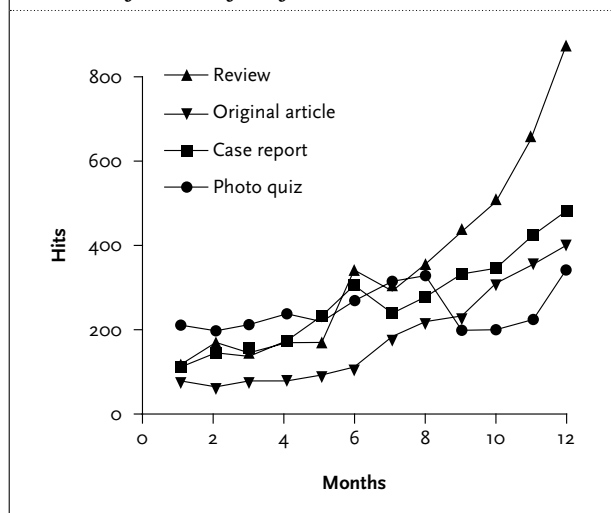 Review
Original article
Case report
Photo quiz
800
600
400
200
0
Hits
0 2 4 6 8 10 12
Months